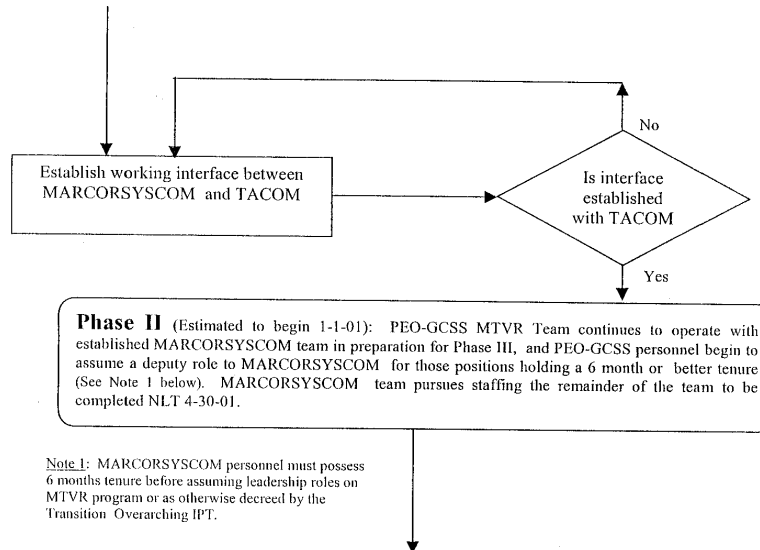 No
Establish working interface between
MARCORSYSCOM and TACOM
Is interface
established
with TACOM
Yes
Phase II (Estimated to begin 1-1-01): PEO-GCSS MTVR Team continues to operate with
established MARCORSYSCOM team in preparation for Phase III, and PEO-GCSS personnel begin to
assume a deputy role to MARCORSYSCOM for those positions holding a 6 month or better tenure
(See Note 1 below). MARCORSYSCOM team pursues staffing the remainder of the team to be
completed NLT 4-30-01.
Note 1: MARCORSYSCOM personnel must possess
6 months tenure before assuming leadership roles on
MTVR program or as otherwise decreed by the
Transition Overarching IPT.